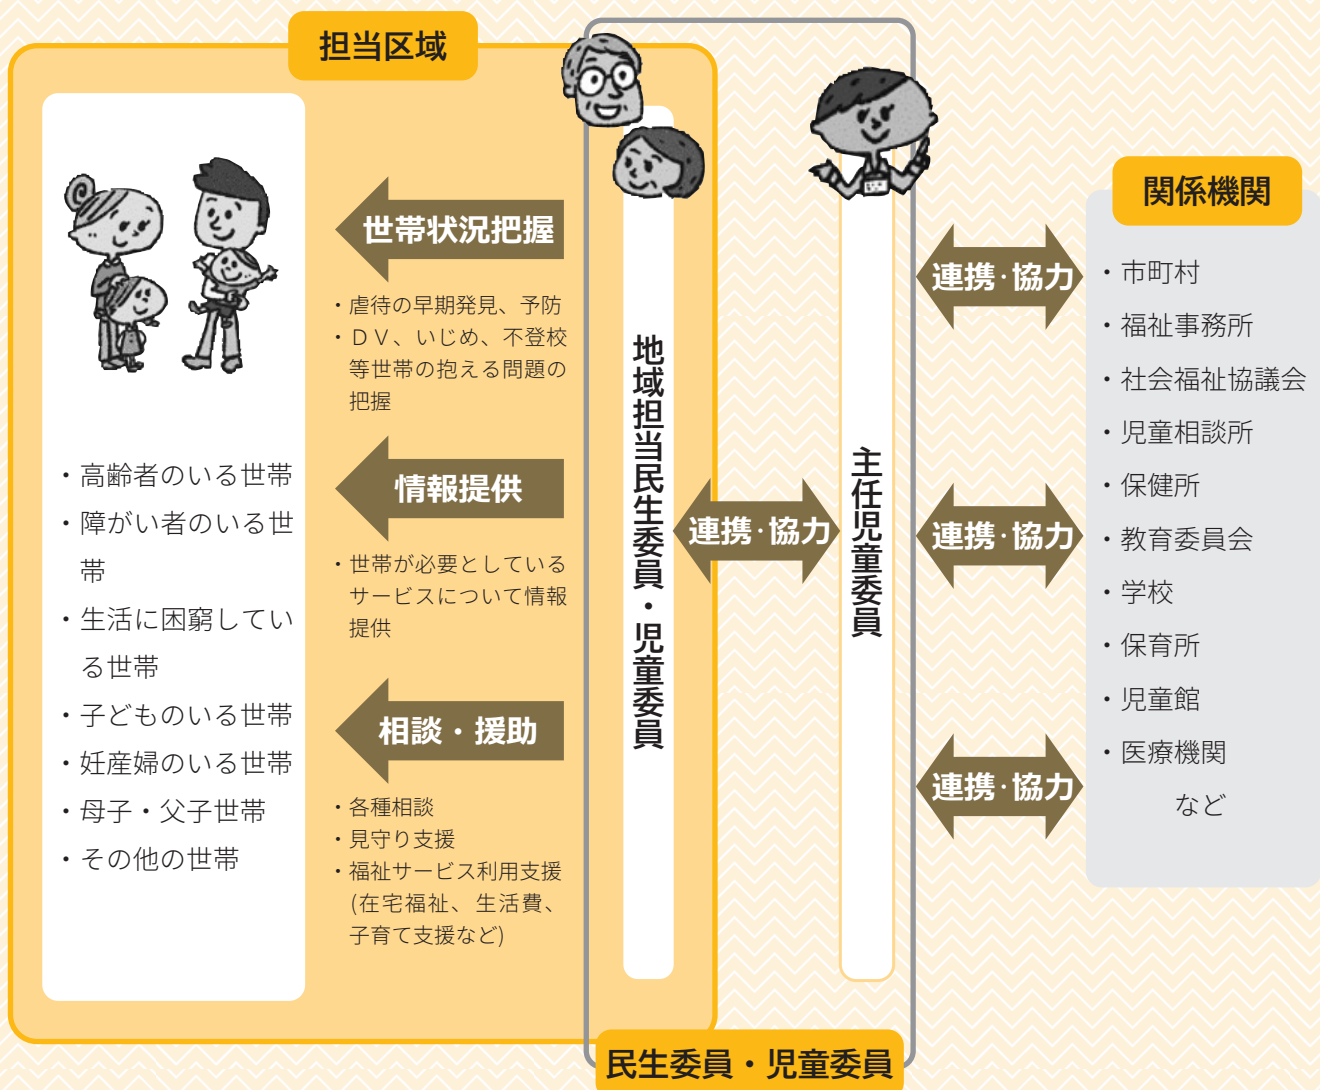 担当区域
・高齢者のいる世帯
・障がい者のいる世
帯
・生活に困窮してい
る世帯
・子どものいる世帯
・妊産婦のいる世帯
・母子・父子世帯
・その他の世帯
世帯状況把握
・虐待の早期発見、予防
・ＤＶ、いじめ、不登校
等世帯の抱える問題の
把握
情報提供
・世帯が必要としている
サービスについて情報
提供
相談・援助
・各種相談
・見守り支援
・福祉サービス利用支援
(在宅福祉、生活費、
子育て支援など)
地域担当民生委員・児童委員
連携・協力
主任児童委員
民生委員・児童委員
連携・協力
連携・協力
連携・協力
関係機関
・市町村
・福祉事務所
・社会福祉協議会
・児童相談所
・保健所
・教育委員会
・学校
・保育所
・児童館
・医療機関
など